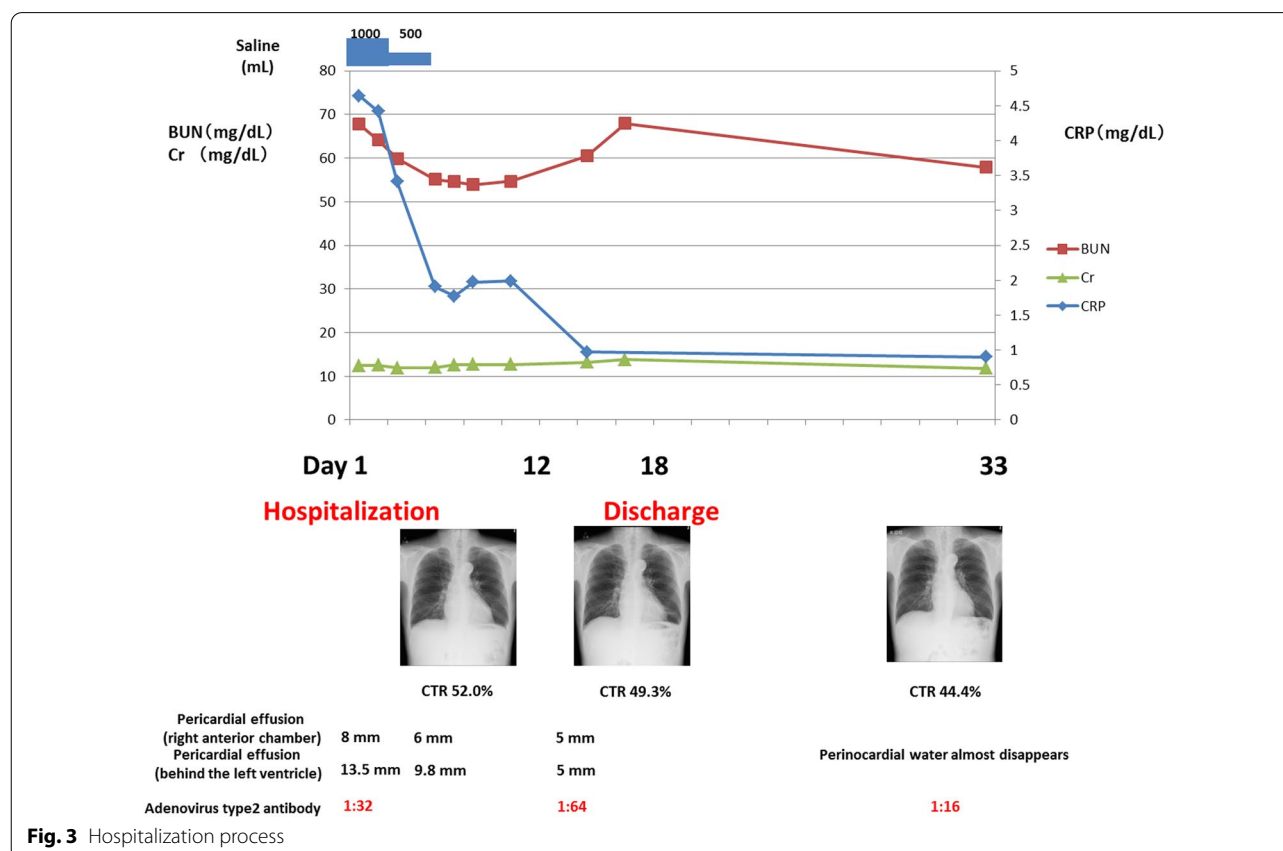 1000 500
Saline
(mL)
BUN（mg/dL）
Cr （mg/dL）
CRP（mg/dL）
80
70
60
50
40
30
20
10
0
5
4.5
4
3.5
3
2.5
2
1.5
1
0.5
0
BUN
Cr
CRP
Day 1 12 18 33
Hospitalization Discharge
CTR 52.0% CTR 49.3% CTR 44.4%
Pericardial effusion
(right anterior chamber) 8 mm 6 mm 5 mm
Pericardial effusion
(behind the left ventricle) 13.5 mm 9.8 mm 5 mm
Perinocardial water almost disappears
Adenovirus type2 antibody 1:32 1:64 1:16
Fig. 3 Hospitalization process